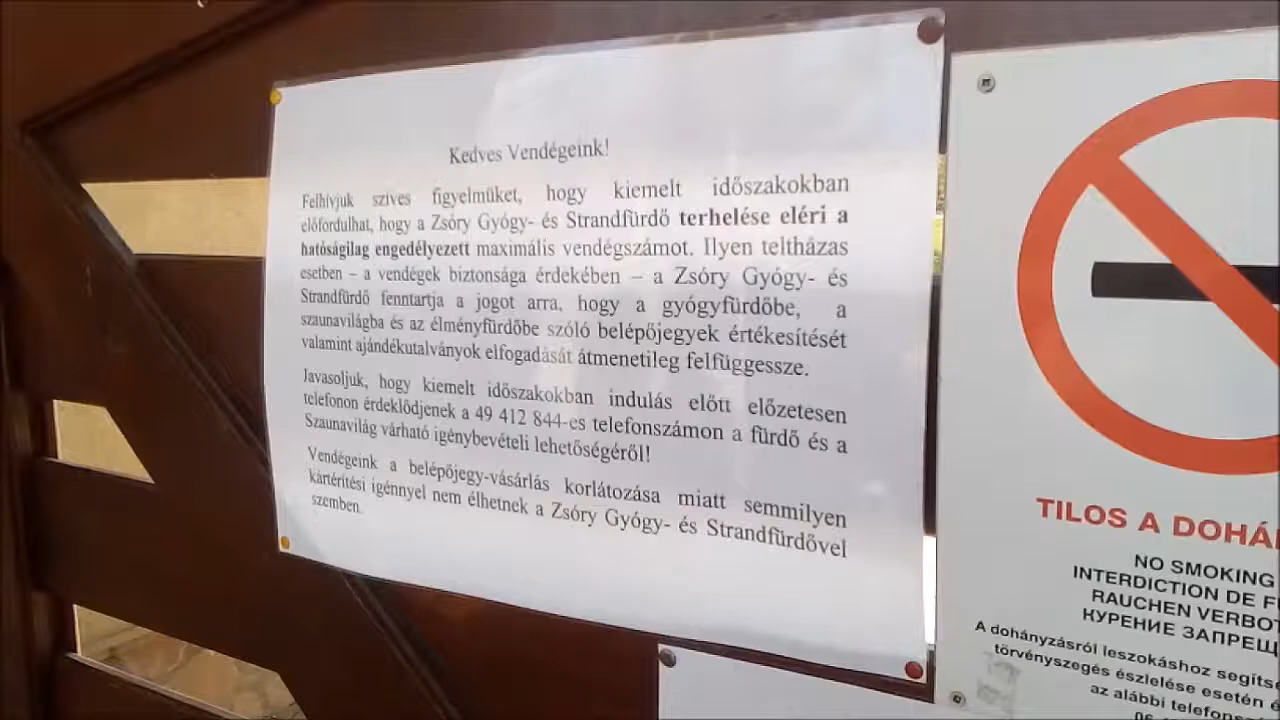 Kedves Vendégeink!
Felhívjuk szíves figyelmüket, hogy kiemelt időszakokban
előfordulhat, hogy a Zsóry Gyógy- és Strandfürdő terhelése eléri a
hatóságilag engedélyezett maximális vendégszámot. Ilyen teltházas
esetben – a vendégek biztonsága érdekében – a Zsóry Gyógy- és
Strandfürdő fenntartja a jogot arra, hogy a gyógyfürdőbe, a
szaunavilágba és az élményfürdőbe szóló belépőjegyek értékesítését
valamint ajándékutalványok elfogadását átmenetileg felfüggessze.
Javasoljuk, hogy kiemelt időszakokban indulás előtt előzetesen
telefonon érdeklődjenek a 49 412 844-es telefonszámon a fürdő és a
Szaunavilág várható igénybevételi lehetőségéről!
Vendégeink a belépőjegy-vásárlás korlátozása miatt semmilyen
kártérítési igénnyel nem élhetnek a Zsóry Gyógy- és Strandfürdővel
szemben.
TILOS A DOHÁ
NO SMOKING
INTERDICTION DE F
RAUCHEN VERBOT
КУРЕНИЕ ЗАПРЕЩ
A dohányzásról leszokáshoz segíts
törvényszegés észlelése esetén é
az alábbi telefons